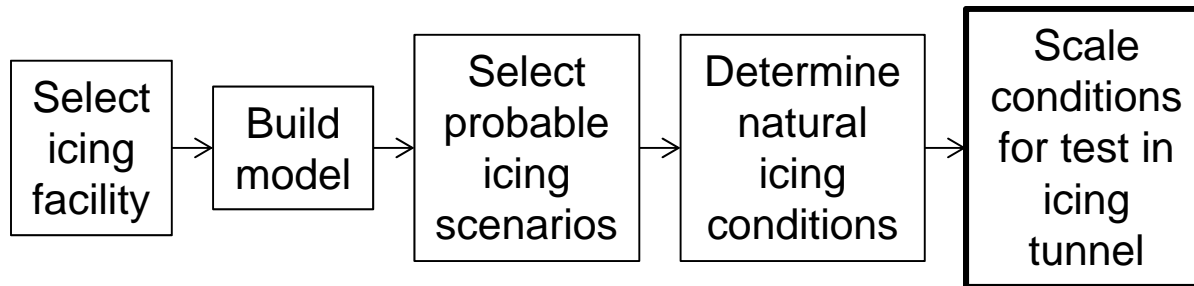 Select
icing
facility
Build
model
Select
probable
icing
scenarios
Determine
natural
icing
conditions
Scale
conditions
for test in
icing
tunnel